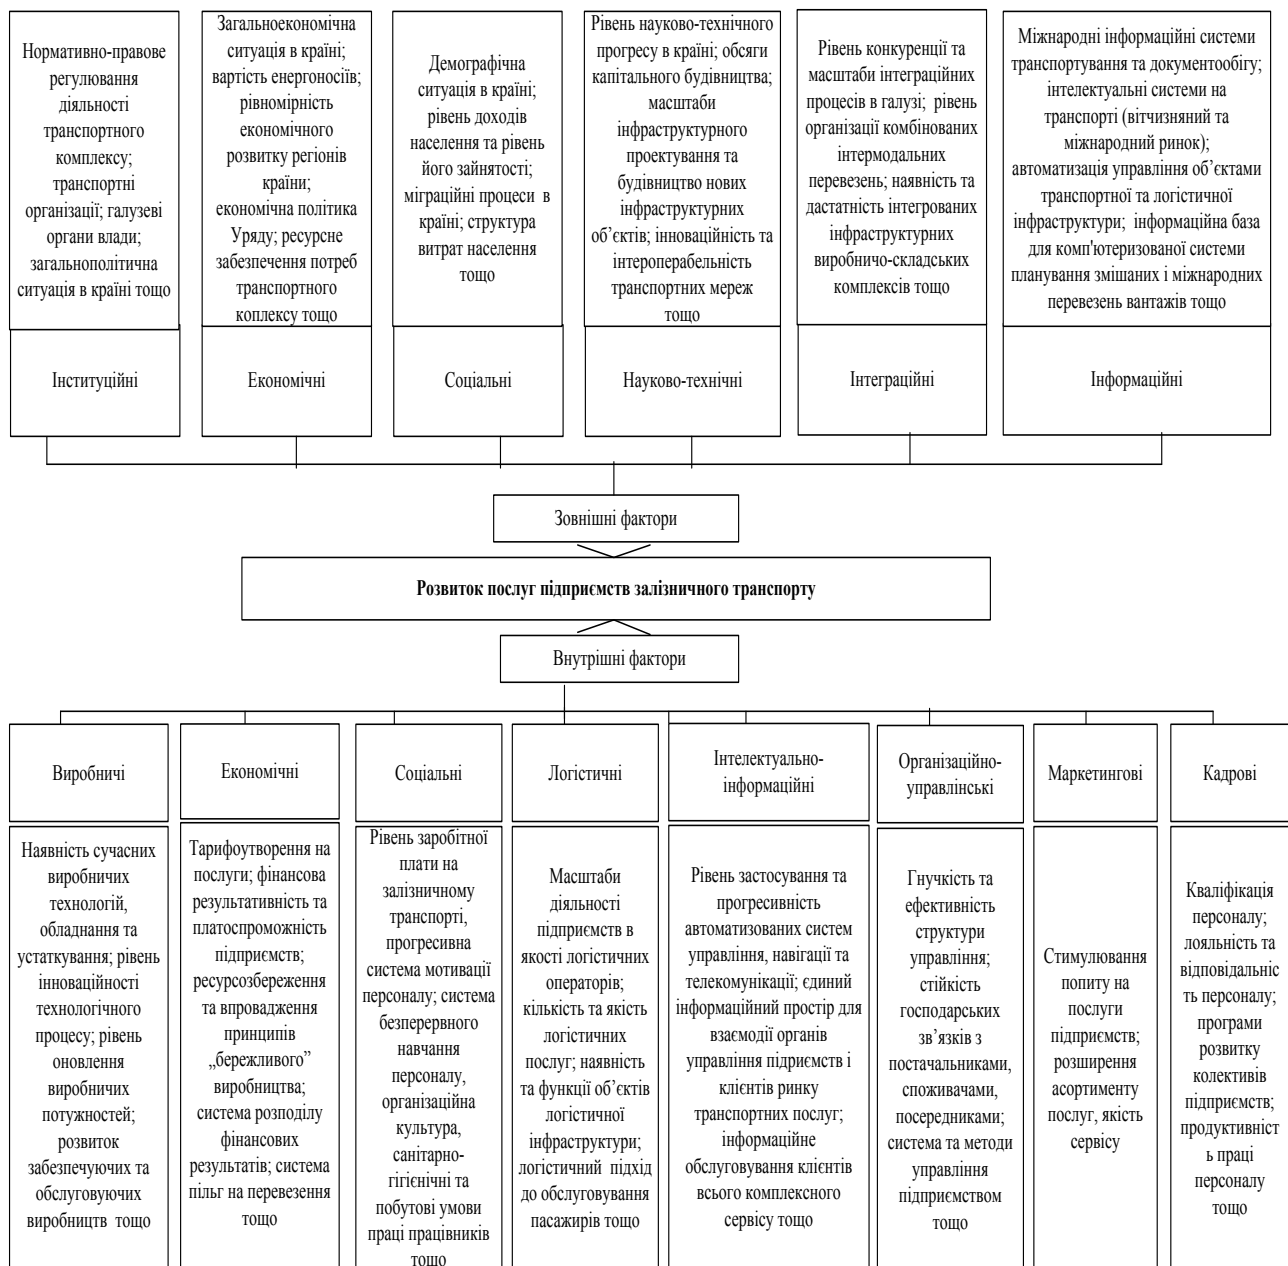 Нормативно-правове
регулювання
діяльності
транспортного
комплексу;
транспортні
організації; галузеві
органи влади;
загальнополітична
ситуація в країні тощо
Загальноекономічна
ситуація в країні;
вартість енергоносіїв;
рівномірність
економічного
розвитку регіонів
країни;
економічна політика
Уряду; ресурсне
забезпечення потреб
транспортного
коплексу тощо
Демографічна
ситуація в країні;
рівень доходів
населення та рівень
його зайнятості;
міграційні процеси в
країні; структура
витрат населення
тощо
Рівень науково-технічного
прогресу в країні; обсяги
капітального будівництва;
масштаби
інфраструктурного
проектування та
будівництво нових
інфраструктурних
об’єктів; інноваційність та
інтероперабельність
транспортних мереж
тощо
Рівень конкуренції та
масштаби інтеграційних
процесів в галузі; рівень
організації комбінованих
інтермодальних
перевезень; наявність та
дастатність інтегрованих
інфраструктурних
виробничо-складських
комплексів тощо
Міжнародні інформаційні системи
транспортування та документообігу;
інтелектуальні системи на
транспорті (вітчизняний та
міжнародний ринок);
автоматизація управління об’єктами
транспортної та логістичної
інфраструктури; інформаційна база
для комп'ютеризованої системи
планування змішаних і міжнародних
перевезень вантажів тощо
Інституційні
Економічні
Соціальні
Науково-технічні
Інтеграційні
Інформаційні
Зовнішні фактори
Розвиток послуг підприємств залізничного транспорту
Внутрішні фактори
Виробничі
Економічні
Соціальні
Логістичні
Інтелектуально-
інформаційні
Організаційно-
управлінські
Маркетингові
Кадрові
Наявність сучасних
виробничих
технологій,
обладнання та
устаткування; рівень
інноваційності
технологічного
процесу; рівень
оновлення
виробничих
потужностей;
розвиток
забезпечуючих та
обслуговуючих
виробництв тощо
Тарифоутворення на
послуги; фінансова
результативність та
платоспроможність
підприємств;
ресурсозбереження
та впровадження
принципів
„бережливого”
виробництва;
система розподілу
фінансових
результатів; система
пільг на перевезення
тощо
Рівень заробітної
плати на
залізничному
транспорті,
прогресивна
система мотивації
персоналу; система
безперервного
навчання
персоналу,
організаційна
культура,
санітарно-
гігієнічні та
побутові умови
праці працівників
тощо
Масштаби
діяльності
підприємств в
якості логістичних
операторів;
кількість та якість
логістичних
послуг; наявність
та функції об’єктів
логістичної
інфраструктури;
логістичний підхід
до обслуговування
пасажирів тощо
Рівень застосування та
прогресивність
автоматизованих систем
управління, навігації та
телекомунікації; єдиний
інформаційний простір для
взаємодії органів
управління підриємств і
клієнтів ринку
транспортних послуг;
інформаційне
обслуговування клієнтів
всього комплексного
сервісу тощо
Гнучкість та
ефективність
структури
управління;
стійкість
господарських
зв’язків з
постачальниками,
споживачами,
посередниками;
система та методи
управління
підприємством
тощо
Стимулювання
попиту на
послуги
підприємств;
розширення
асортименту
послуг, якість
сервісу
Кваліфікація
персоналу;
лояльність та
відповідальніс
ть персоналу;
програми
розвитку
колективів
підприємств;
продуктивніст
ь праці
персоналу
тощо